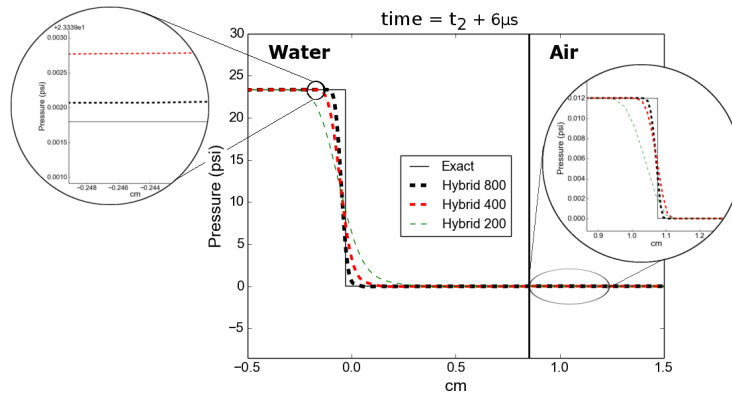 time = t2 + 6μs
Water
Air
+2.3339e1
0.0030
0.0025
0.0020
0.0015
0.0010
Pressure (psi)
−0.248
−0.246
−0.244
cm
30
25
20
15
10
5
0
−5
Pressure (psi)
−0.5
0.0
0.5
1.0
1.5
cm
Exact
Hybrid 800
Hybrid 400
Hybrid 200
0.012
0.010
0.008
0.006
0.004
0.002
0.000
Pressure (psi)
0.9
1.0
1.1
1.2
cm